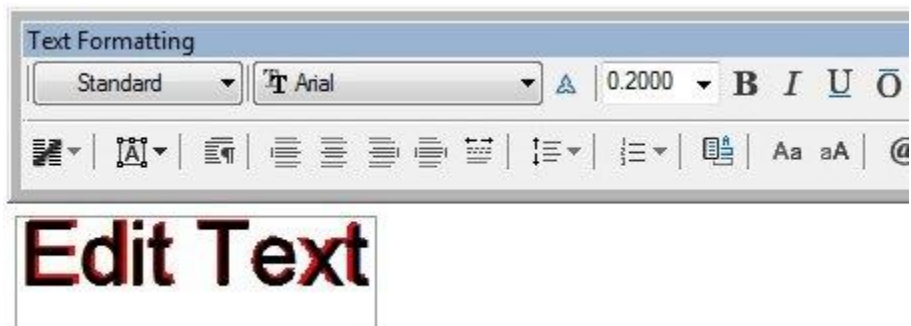 Text Formatting
Standard Arial 0.2000 B I U O
Aa aA @
Edit Text